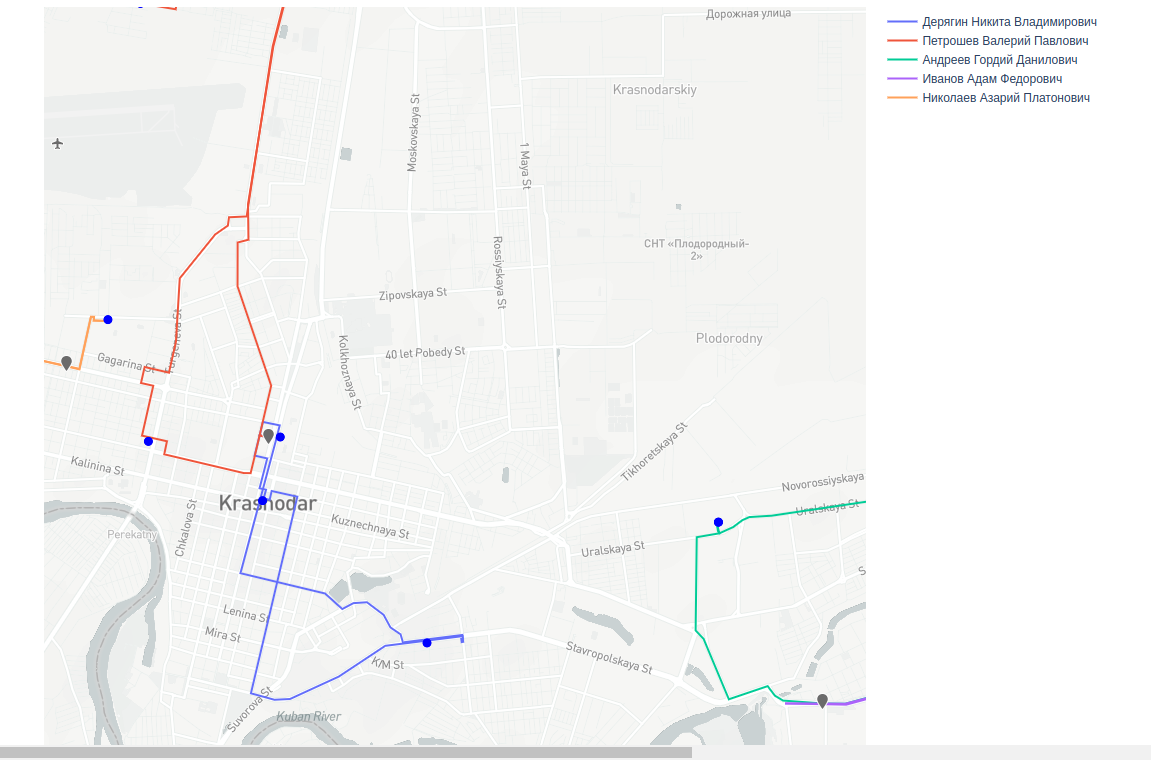 Дорожная улица
Krasnodarskiy
Moskovskaya St
1 Maya St
СНТ «Плодородный-
2»
Rossiyskaya St
Zipovskaya St
Plodorodny
40 let Pobedy St
Kolkhoznaya St
Turgeneva St
Gagarina St
Tikhoretskaya St
Kalinina St
Novorossiyskaya
Uralskaya St
Krasnodar
Kuznechnaya St
Chkalova St
Perekatny
Uralskaya St
Lenina St
Mira St
KIM St
Stavropolskaya St
Suvorova St
Kuban River
Дерягин Никита Владимирович
Петрошев Валерий Павлович
Андреев Гордий Данилович
Иванов Адам Федорович
Николаев Азарий Платонович